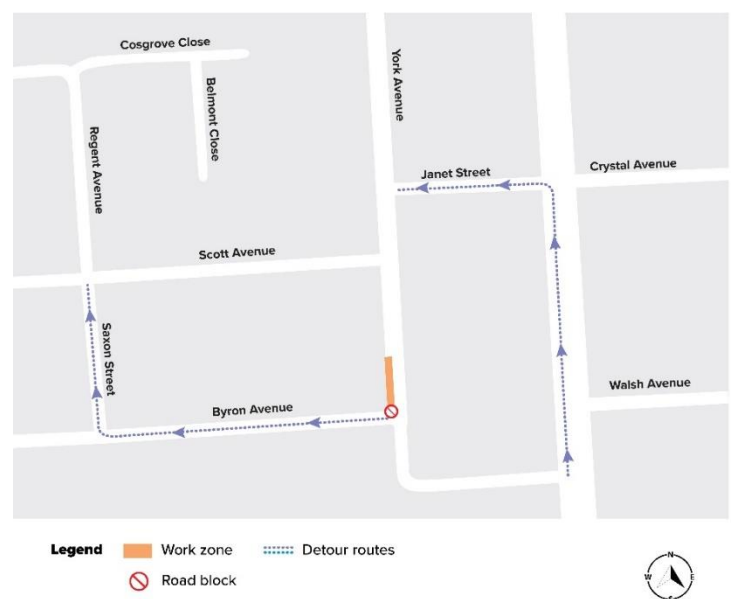 Cosgrove Close
Belmont Close
York Avenue
Regent Avenue
Janet Street
Crystal Avenue
Scott Avenue
Saxon Street
Byron Avenue
Walsh Avenue
Legend
Work zone
Detour routes
Road block
N
W
E
S